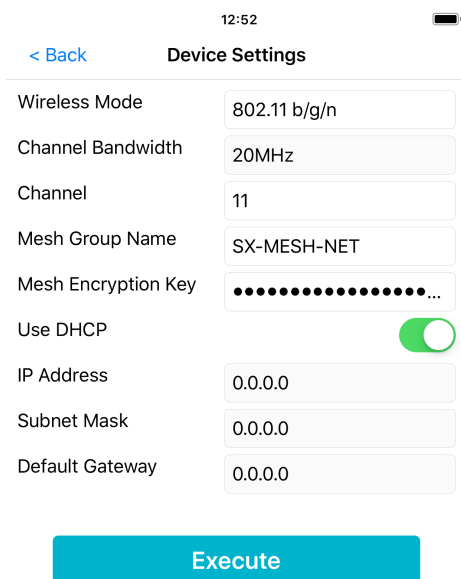 12:52
< Back Device Settings
Wireless Mode 802.11 b/g/n
Channel Bandwidth 20MHz
Channel 11
Mesh Group Name SX-MESH-NET
Mesh Encryption Key ●●●●●●●●●●●●●●●●●...
Use DHCP
IP Address 0.0.0.0
Subnet Mask 0.0.0.0
Default Gateway 0.0.0.0
Execute